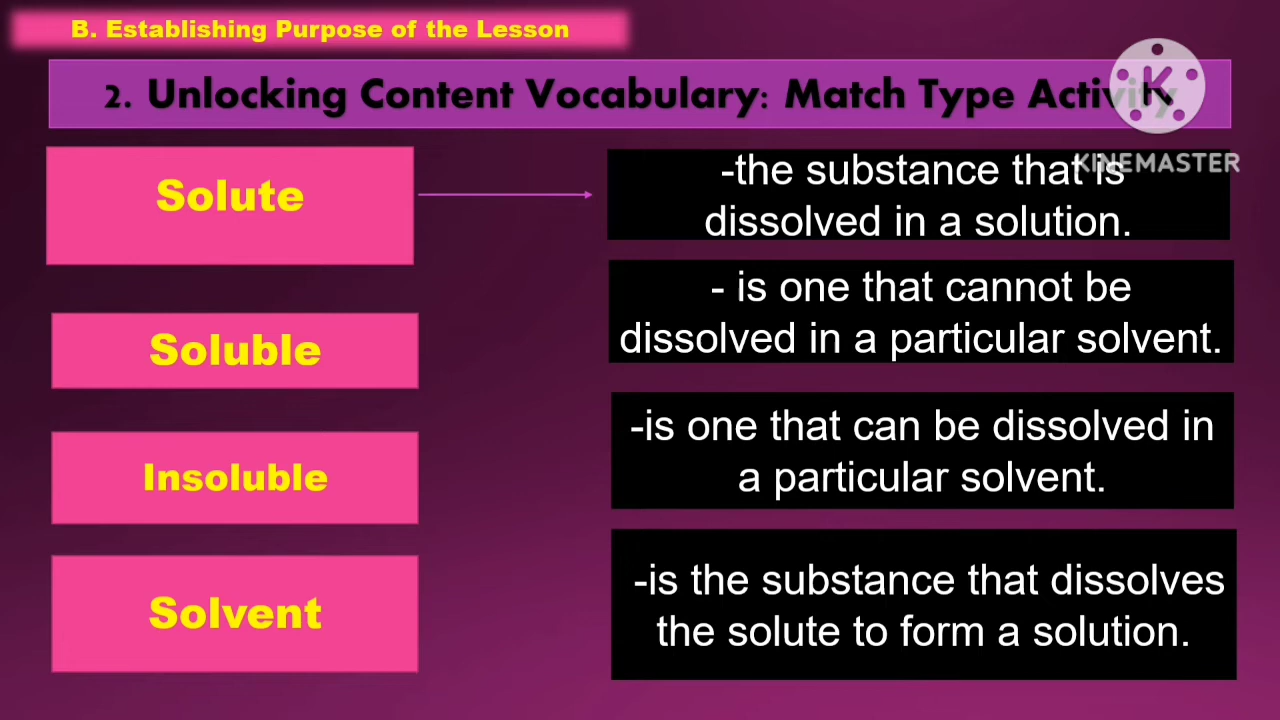 B. Establishing Purpose of the Lesson
2. Unlocking Content Vocabulary: Match Type Activity
K
KINEMASTER
Solute
-the substance that is
dissolved in a solution.
- is one that cannot be
dissolved in a particular solvent.
Soluble
-is one that can be dissolved in
a particular solvent.
Insoluble
-is the substance that dissolves
the solute to form a solution.
Solvent